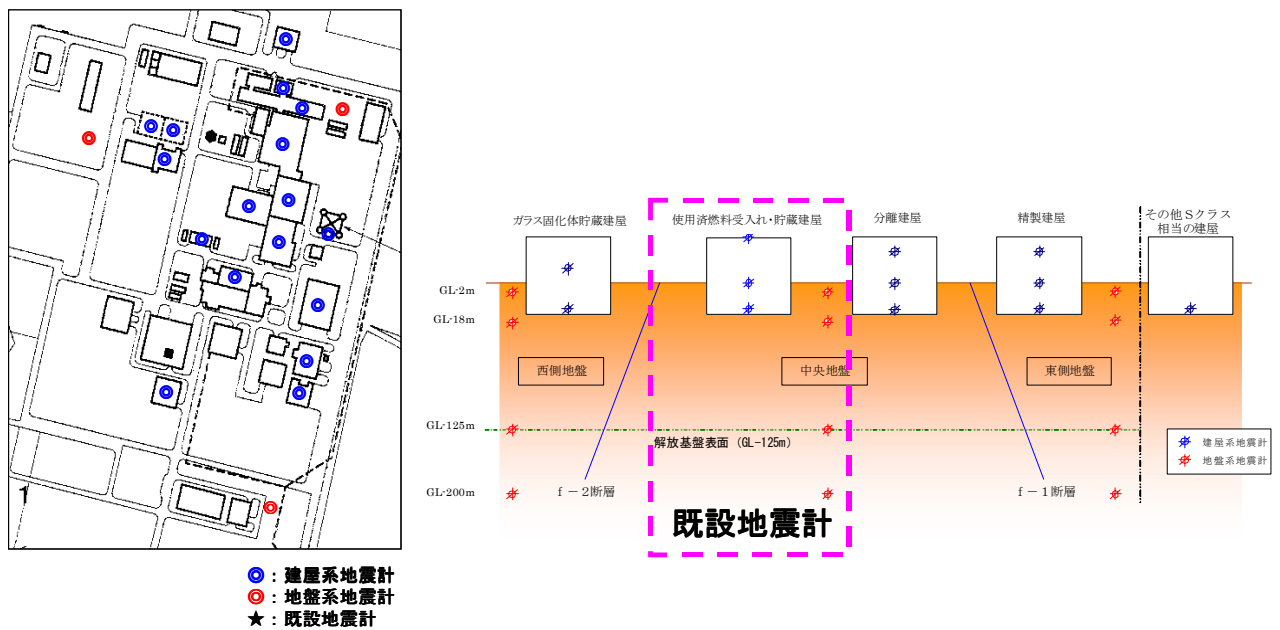 ◎：建屋系地震計
◎：地盤系地震計
★：既設地震計
ガラス固化体貯蔵建屋
使用済燃料受入れ・貯蔵建屋
分離建屋
精製建屋
その他Sクラス
相当の建屋
GL-2m
GL-18m
西側地盤
中央地盤
東側地盤
GL-125m
解放基盤表面（GL-125m）
建屋系地震計
地盤系地震計
GL-200m
f－2断層
f－1断層
既設地震計